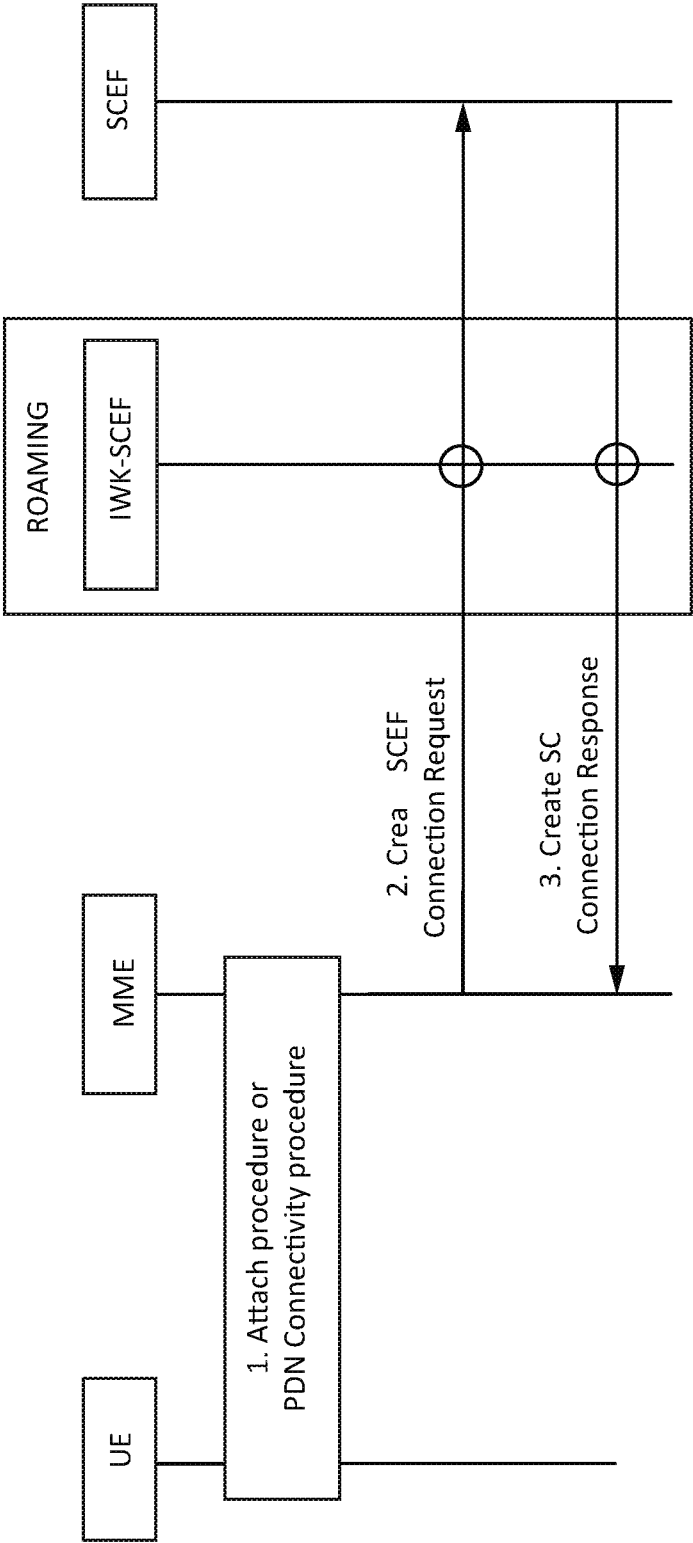 UE
MME
ROAMING
IWK-SCEF
SCEF
1. Attach procedure or
PDN Connectivity procedure
2. Crea SCEF
Connection Request
3. Create SC
Connection Response